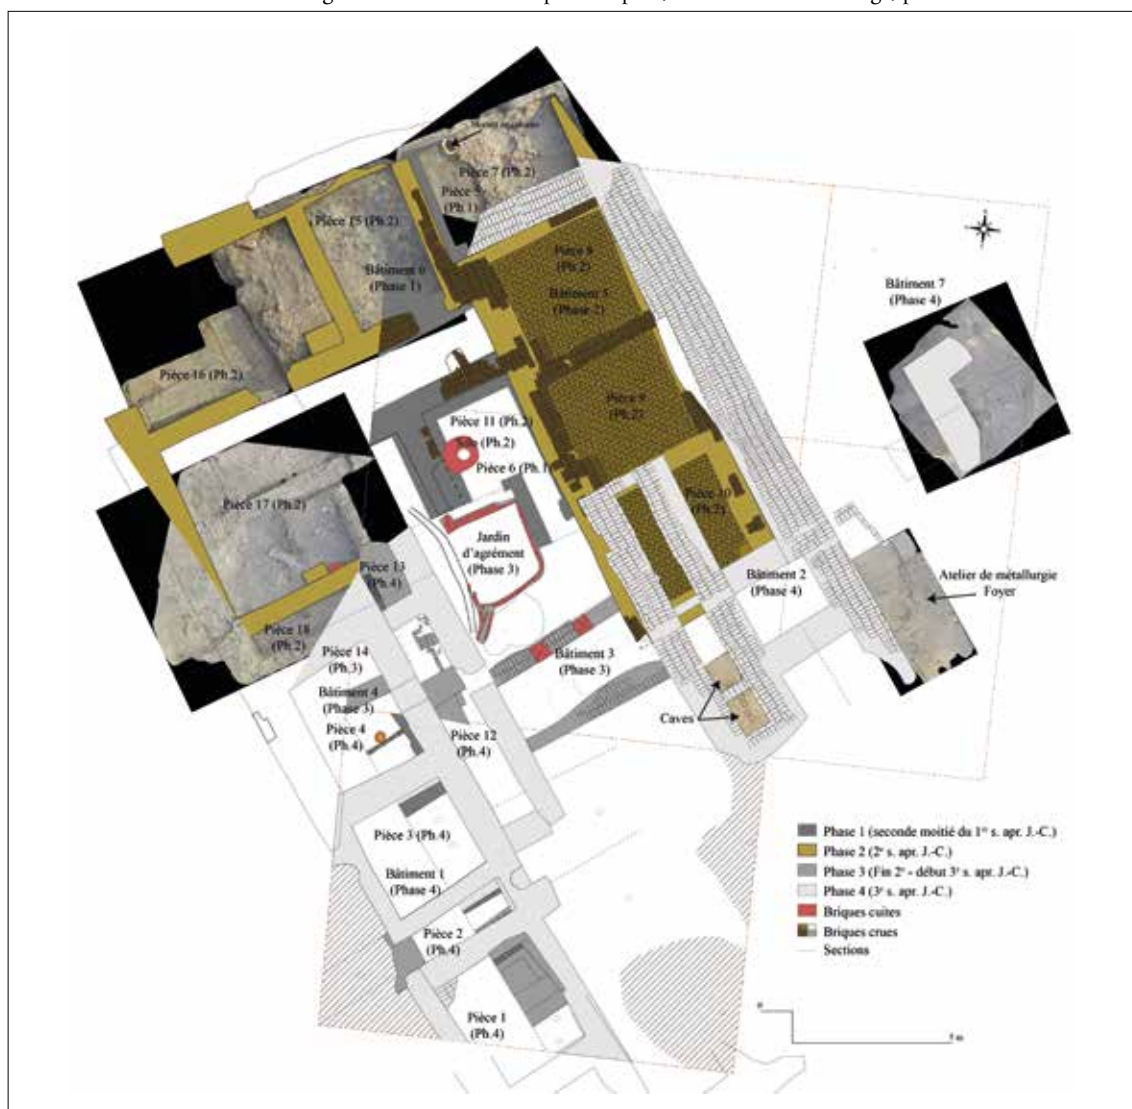 Pièce 7 (Ph.2)
Pièce 5
(Ph.1)
Pièce 15 (Ph.2)
Bâtiment 6
(Phase 1)
Pièce 8
(Ph.2)
Bâtiment 5
(Phase 2)
Bâtiment 7
(Phase 4)
Pièce 16 (Ph.2)
Pièce 9
(Ph.2)
Pièce 11 (Ph.2)
(Ph.2)
Pièce 6 (Ph.1
Pièce 10
(Ph.2)
Pièce 17 (Ph.2)
Jardin
d'agrément
(Phase 3)
Pièce 13
(Ph.4)
Bâtiment 2
(Phase 4)
Atelier de métallurgie
Foyer
Pièce 18
(Ph.2)
Pièce 14
(Ph.3)
Bâtiment 3
(Phase 3)
Bâtiment 4
(Phase 3)
Pièce 4
(Ph.4)
Pièce 12
(Ph.4)
Caves
Pièce 3 (Ph.4)
Bâtiment 1
(Phase 4)
Pièce 2
(Ph.4)
Pièce 1
(Ph.4)
Phase 1 (seconde moitié du 1er s. apr. J.-C.)
Phase 2 (2e s. apr. J.-C.)
Phase 3 (Fin 2e - début 3e s. apr. J.-C.)
Phase 4 (3e s. apr. J.-C.)
Briques cuites
Briques crues
Sections
0
5 m